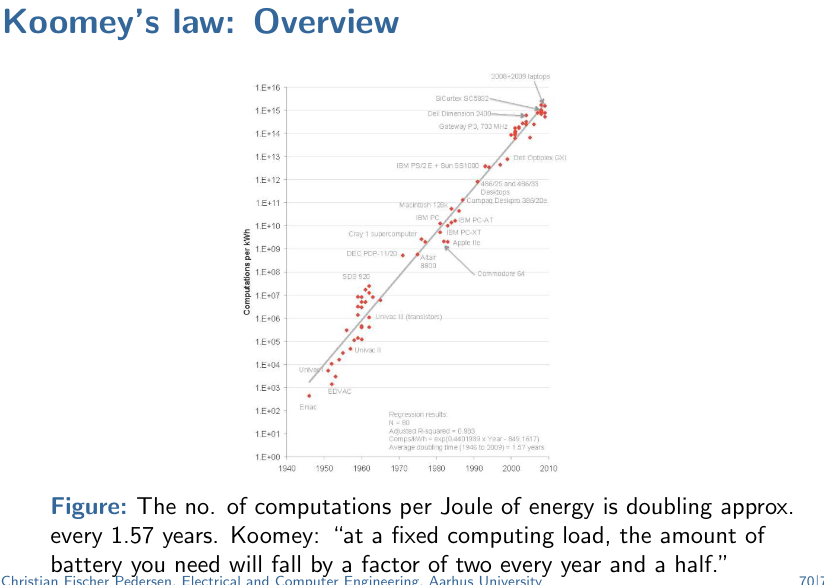 Koomey's law: Overview
2008+2009 laptops
SiCortex SC5832
Dell Dimension 2400
Gateway P3, 733 MHz
Dell Optiplex GXI
IBM PS/2E + Sun SS1000
486/25 and 486/33
Desktops
Compaq Deskpro 386/20e
Macintosh 128k
IBM PC
IBM PC-AT
IBM PC-XT
Cray 1 supercomputer
Apple IIe
DEC PDP-11/20
Altair
8800
Commodore 64
SDS 920
Univac III (transistors)
Univac II
Univac I
EDVAC
Eniac
1.E+16
1.E+15
1.E+14
1.E+13
1.E+12
1.E+11
1.E+10
1.E+09
1.E+08
1.E+07
1.E+06
1.E+05
1.E+04
1.E+03
1.E+02
1.E+01
1.E+00
Computations per kWh
Regression results:
N = 80
Adjusted R-squared = 0.983
Comps/kWh = exp(0.4401939 x Year - 849.1617)
Average doubling time (1946 to 2009) = 1.57 years
1940 1950 1960 1970 1980 1990 2000 2010
Figure: The no. of computations per Joule of energy is doubling approx.
every 1.57 years. Koomey: "at a fixed computing load, the amount of
battery you need will fall by a factor of two every year and a half."
Christian Fischer Pedersen, Electrical and Computer Engineering, Aarhus University
70|7